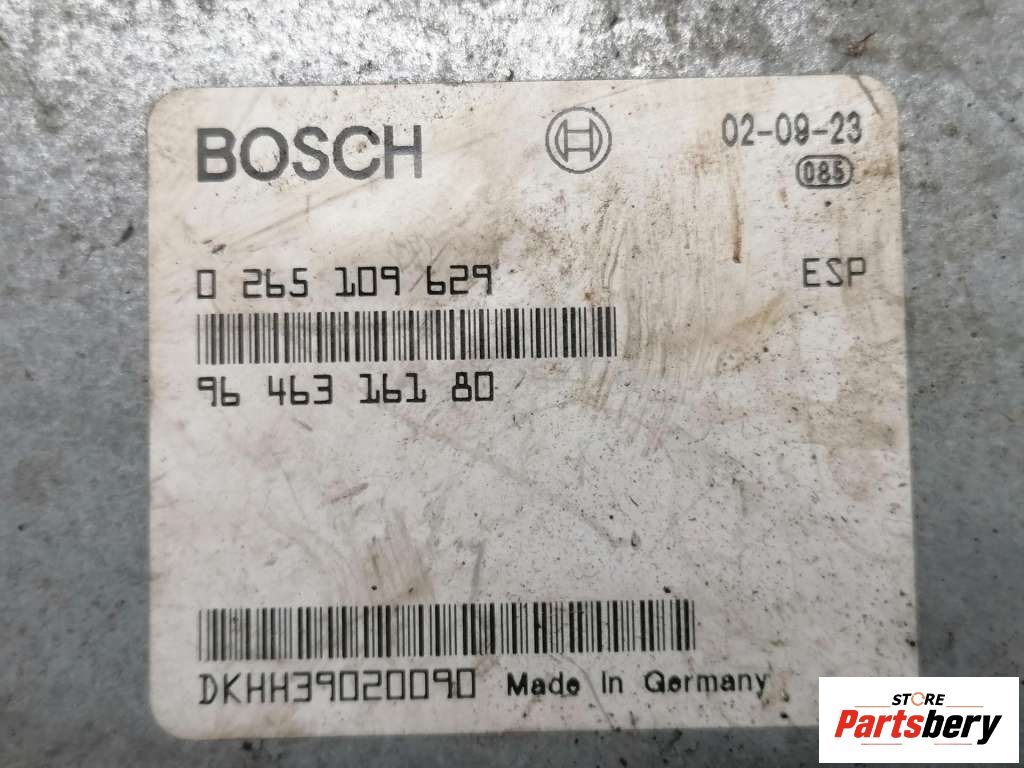 BOSCH
02-09-23
085
0 265 109 629
ESP
96 463 161 80
DKHH39020090 Made In Germany
STORE
Partsbery